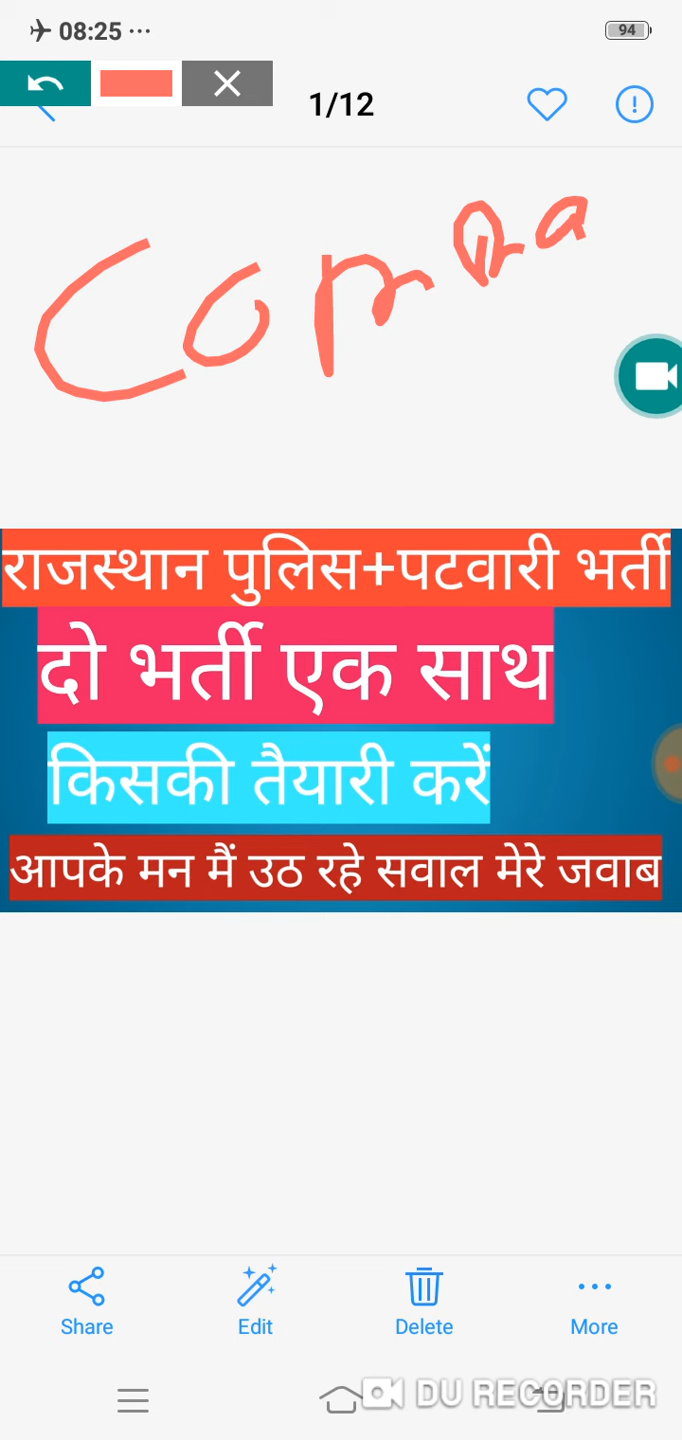 08:25
94
1/12
राजस्थान पुलिस+पटवारी भर्ती
दो भर्ती एक साथ
किसकी तैयारी करें
आपके मन मैं उठ रहे सवाल मेरे जवाब
Share Edit Delete More
DU RECORDER